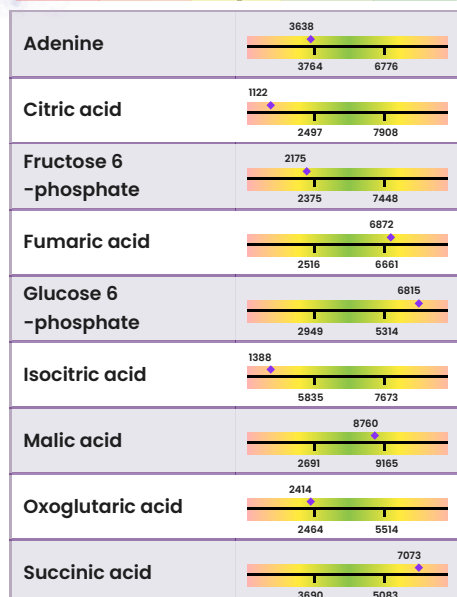 Adenine
3638
3764 6776
Citric acid
1122
2497 7908
Fructose 6
-phosphate
2175
2375 7448
Fumaric acid
6872
2516 6661
Glucose 6
-phosphate
6815
2949 5314
Isocitric acid
1388
5835 7673
Malic acid
8760
2691 9165
Oxoglutaric acid
2414
2464 5514
Succinic acid
7073
3690 5083